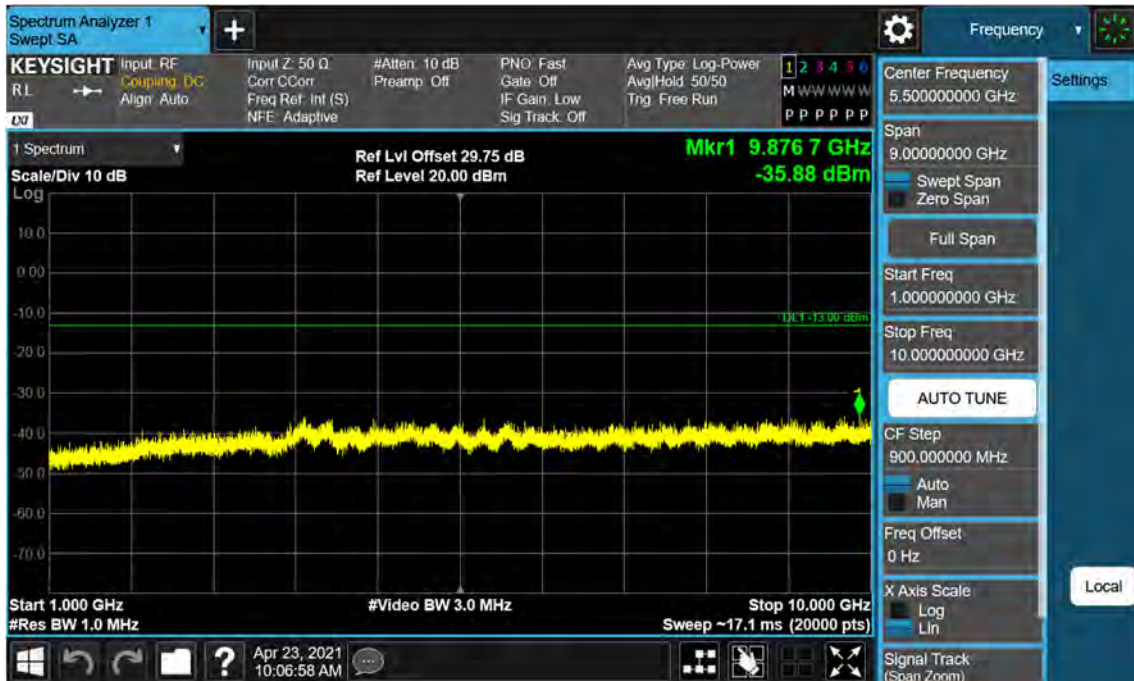 Spectrum Analyzer 1
Swept SA
+
Frequency
KEYSIGHT
RL
LXI
Input: RF
Coupling: DC
Align: Auto
Input Z: 50 Ω
Corr CCorr
Freq Ref: Int (S)
NFE: Adaptive
#Atten: 10 dB
Preamp: Off
PNO: Fast
Gate: Off
IF Gain: Low
Sig Track: Off
Avg Type: Log-Power
Avg|Hold: 50/50
Trig: Free Run
1 2 3 4 5 6
M W W W W W
P P P P P P
Center Frequency
5.500000000 GHz
Settings
1 Spectrum
Scale/Div 10 dB
Ref Lvl Offset 29.75 dB
Ref Level 20.00 dBm
Mkr1 9.876 7 GHz
-35.88 dBm
Span
9.00000000 GHz
Swept Span
Zero Span
Full Span
Start Freq
1.000000000 GHz
Stop Freq
10.000000000 GHz
AUTO TUNE
CF Step
900.000000 MHz
Auto
Man
Freq Offset
0 Hz
X Axis Scale
Log
Lin
Signal Track
(Span Zoom)
Local
Log
10.0
0.00
-10.0
DL1 -13.00 dBm
-20.0
-30.0
1
-40.0
-50.0
-60.0
-70.0
Start 1.000 GHz
#Video BW 3.0 MHz
Stop 10.000 GHz
#Res BW 1.0 MHz
Sweep ~17.1 ms (20000 pts)
?
Apr 23, 2021
10:06:58 AM